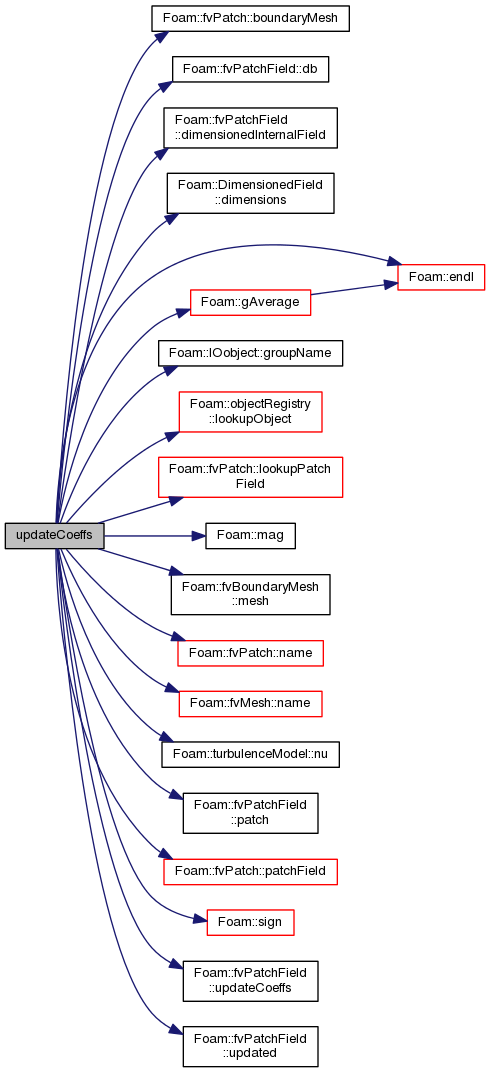 Foam::fvPatch::boundaryMesh
Foam::fvPatchField::db
Foam::fvPatchField
::dimensionedInternalField
Foam::DimensionedField
::dimensions
Foam::endl
Foam::gAverage
Foam::IOobject::groupName
Foam::objectRegistry
::lookupObject
Foam::fvPatch::lookupPatch
Field
updateCoeffs
Foam::mag
Foam::fvBoundaryMesh
::mesh
Foam::fvPatch::name
Foam::fvMesh::name
Foam::turbulenceModel::nu
Foam::fvPatchField
::patch
Foam::fvPatch::patchField
Foam::sign
Foam::fvPatchField
::updateCoeffs
Foam::fvPatchField
::updated